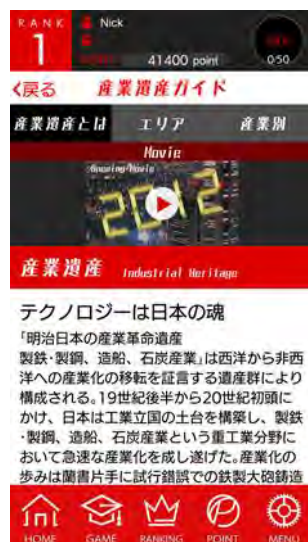 RANK
1
Nick
41400 point
0:50
戻る
産業遺産ガイド
産業遺産とは
エリア
産業別
Movie
Opening Movie
2012
産業遺産 Industrial Heritage
テクノロジーは日本の魂
「明治日本の産業革命遺産
製鉄・製鋼、造船、石炭産業」は西洋から非西
洋への産業化の移転を証言する遺産群により
構成される。19世紀後半から20世紀初頭に
かけ、日本は工業立国の土台を構築し、製鉄
・製鋼、造船、石炭産業という重工業分野に
おいて急速な産業化を成し遂げた。産業化の
歩みは蘭書片手に試行錯誤での鉄製大砲鋳造
HOME
GAME
RANKING
POINT
MENU